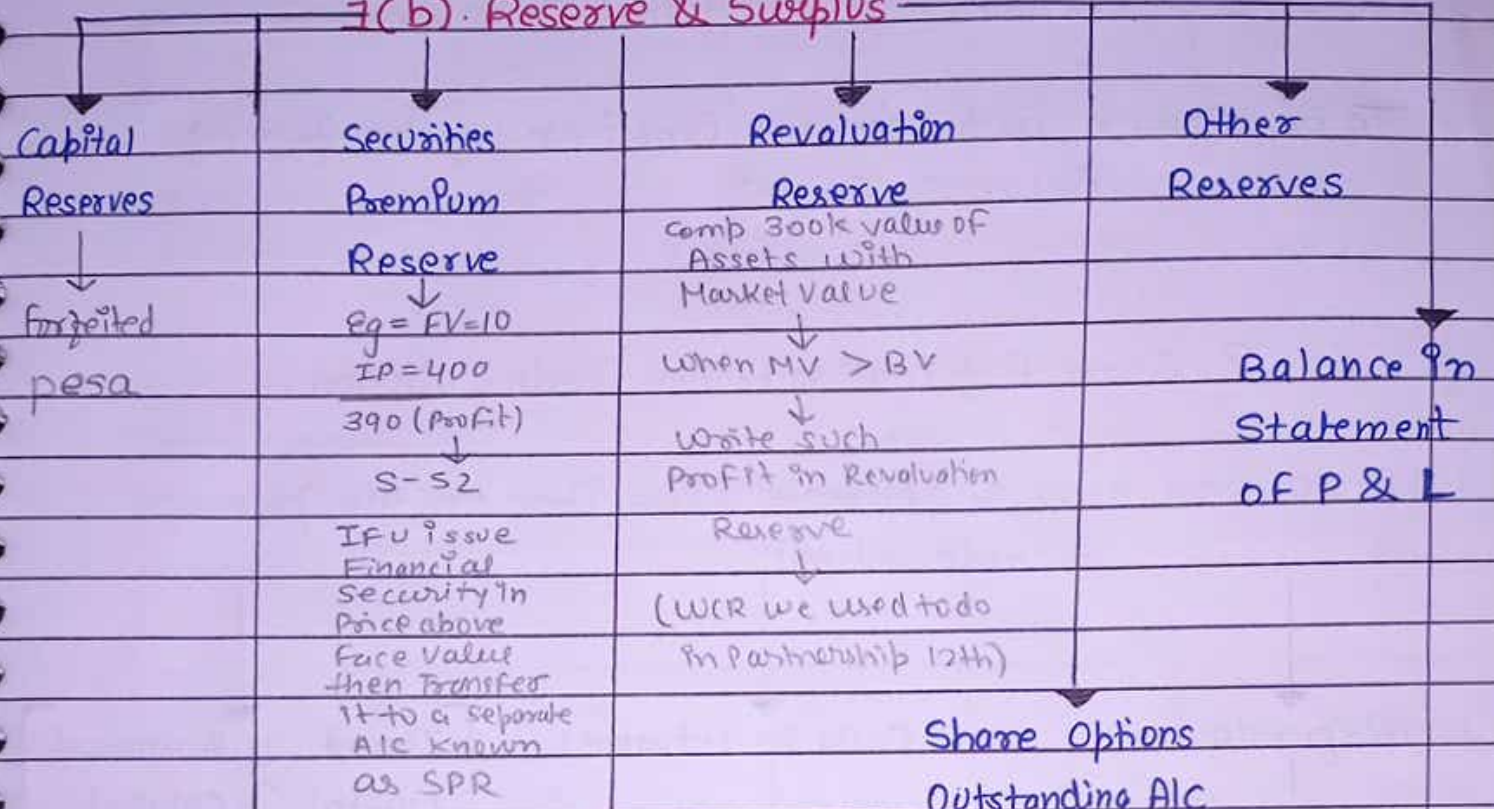 1(b). Reserve & Surplus
Capital
Reserves
forfeited
pesa
Securities
Premium
Reserve
Eg = FV=10
IP=400
390 (Profit)
S-52
IF U issue
Financial
Security in
Price above
Face value
then Transfer
it to a separate
A/C known
as SPR
Revaluation
Reserve
comp 300k value of
Assets with
Market value
When MV > BV
Write such
Profit in Revaluation
Reserve
(WCR we used to do
in Partnership 12th)
Other
Reserves
Share Options
Outstanding A/C
Balance in
Statement
of P & L